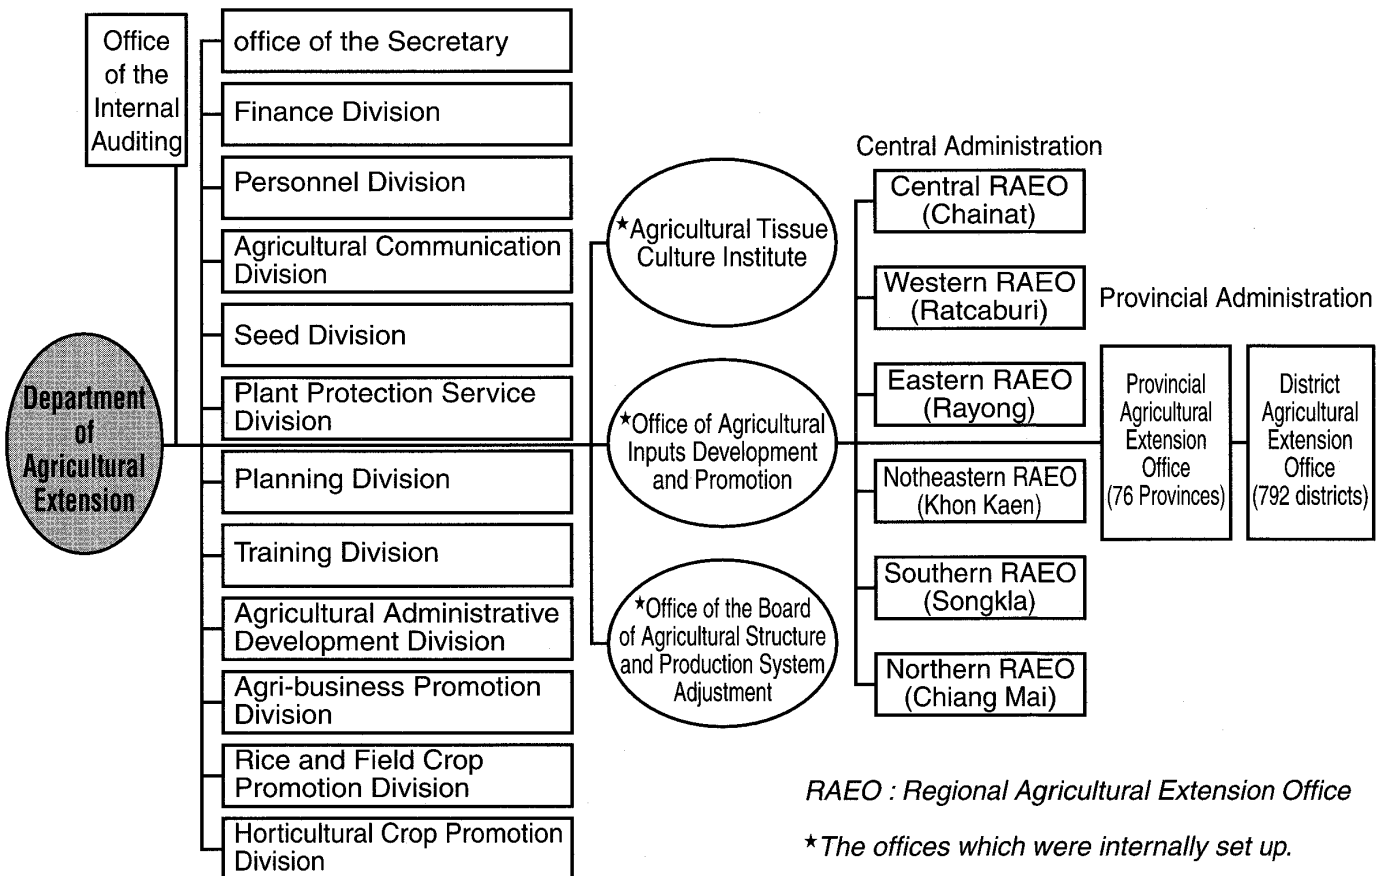 Office
of the
Internal
Auditing
office of the Secretary
Finance Division
Personnel Division
Agricultural Communication
Division
Seed Division
Plant Protection Service
Division
Planning Division
Training Division
Agricultural Administrative
Development Division
Agri-business Promotion
Division
Rice and Field Crop
Promotion Division
Horticultural Crop Promotion
Division
Department
of
Agricultural
Extension
★Agricultural Tissue
Culture Institute
★Office of Agricultural
Inputs Development
and Promotion
★Office of the Board
of Agricultural Structure
and Production System
Adjustment
Central Administration
Central RAEO
(Chainat)
Western RAEO
(Ratcaburi)
Eastern RAEO
(Rayong)
Notheastern RAEO
(Khon Kaen)
Southern RAEO
(Songkla)
Northern RAEO
(Chiang Mai)
Provincial Administration
Provincial
Agricultural
Extension
Office
(76 Provinces)
District
Agricultural
Extension
Office
(792 districts)
RAEO : Regional Agricultural Extension Office
★The offices which were internally set up.